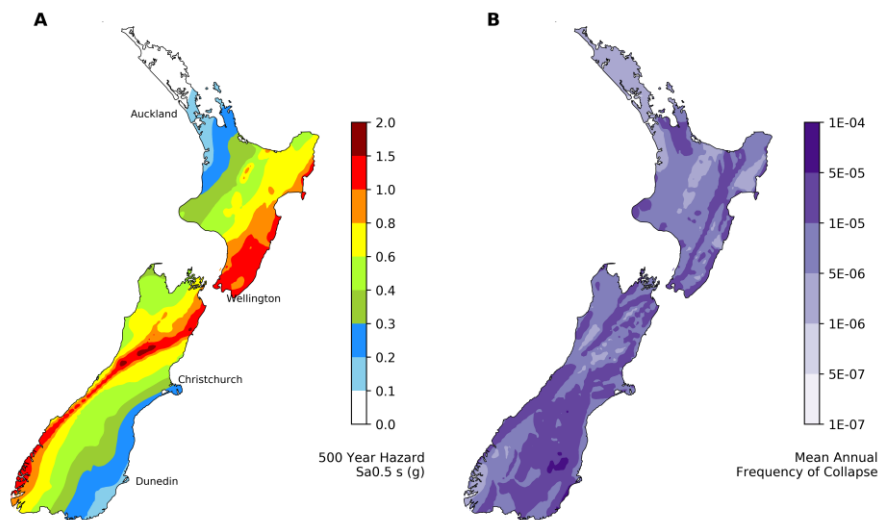 A
Auckland
Wellington
Christchurch
Dunedin
2.0
1.5
1.0
0.8
0.6
0.4
0.3
0.2
0.1
0.0
500 Year Hazard
Sa0.5 s (g)
B
1E-04
5E-05
1E-05
5E-06
1E-06
5E-07
1E-07
Mean Annual
Frequency of Collapse